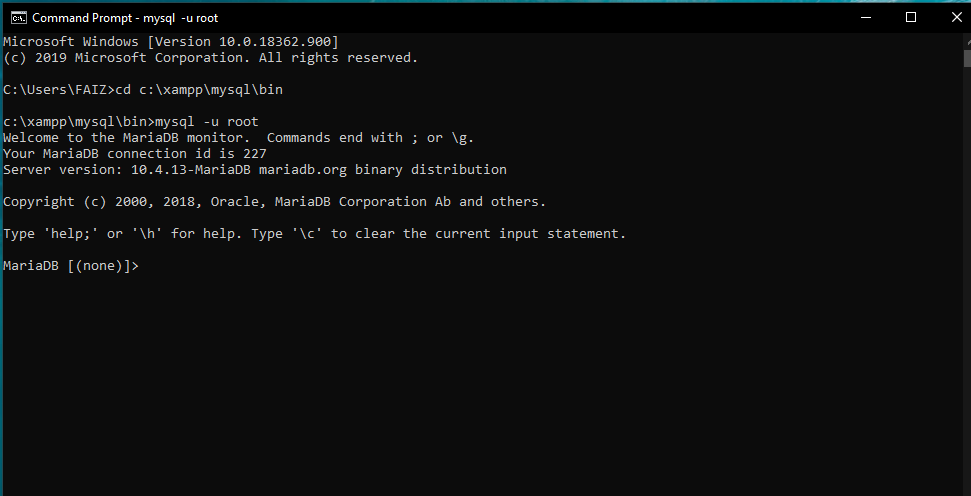 Command Prompt - mysql  -u root
Microsoft Windows [Version 10.0.18362.900]
(c) 2019 Microsoft Corporation. All rights reserved.
C:\Users\FAIZ>cd c:\xampp\mysql\bin
c:\xampp\mysql\bin>mysql -u root
Welcome to the MariaDB monitor.  Commands end with ; or \g.
Your MariaDB connection id is 227
Server version: 10.4.13-MariaDB mariadb.org binary distribution
Copyright (c) 2000, 2018, Oracle, MariaDB Corporation Ab and others.
Type 'help;' or '\h' for help. Type '\c' to clear the current input statement.
MariaDB [(none)]>